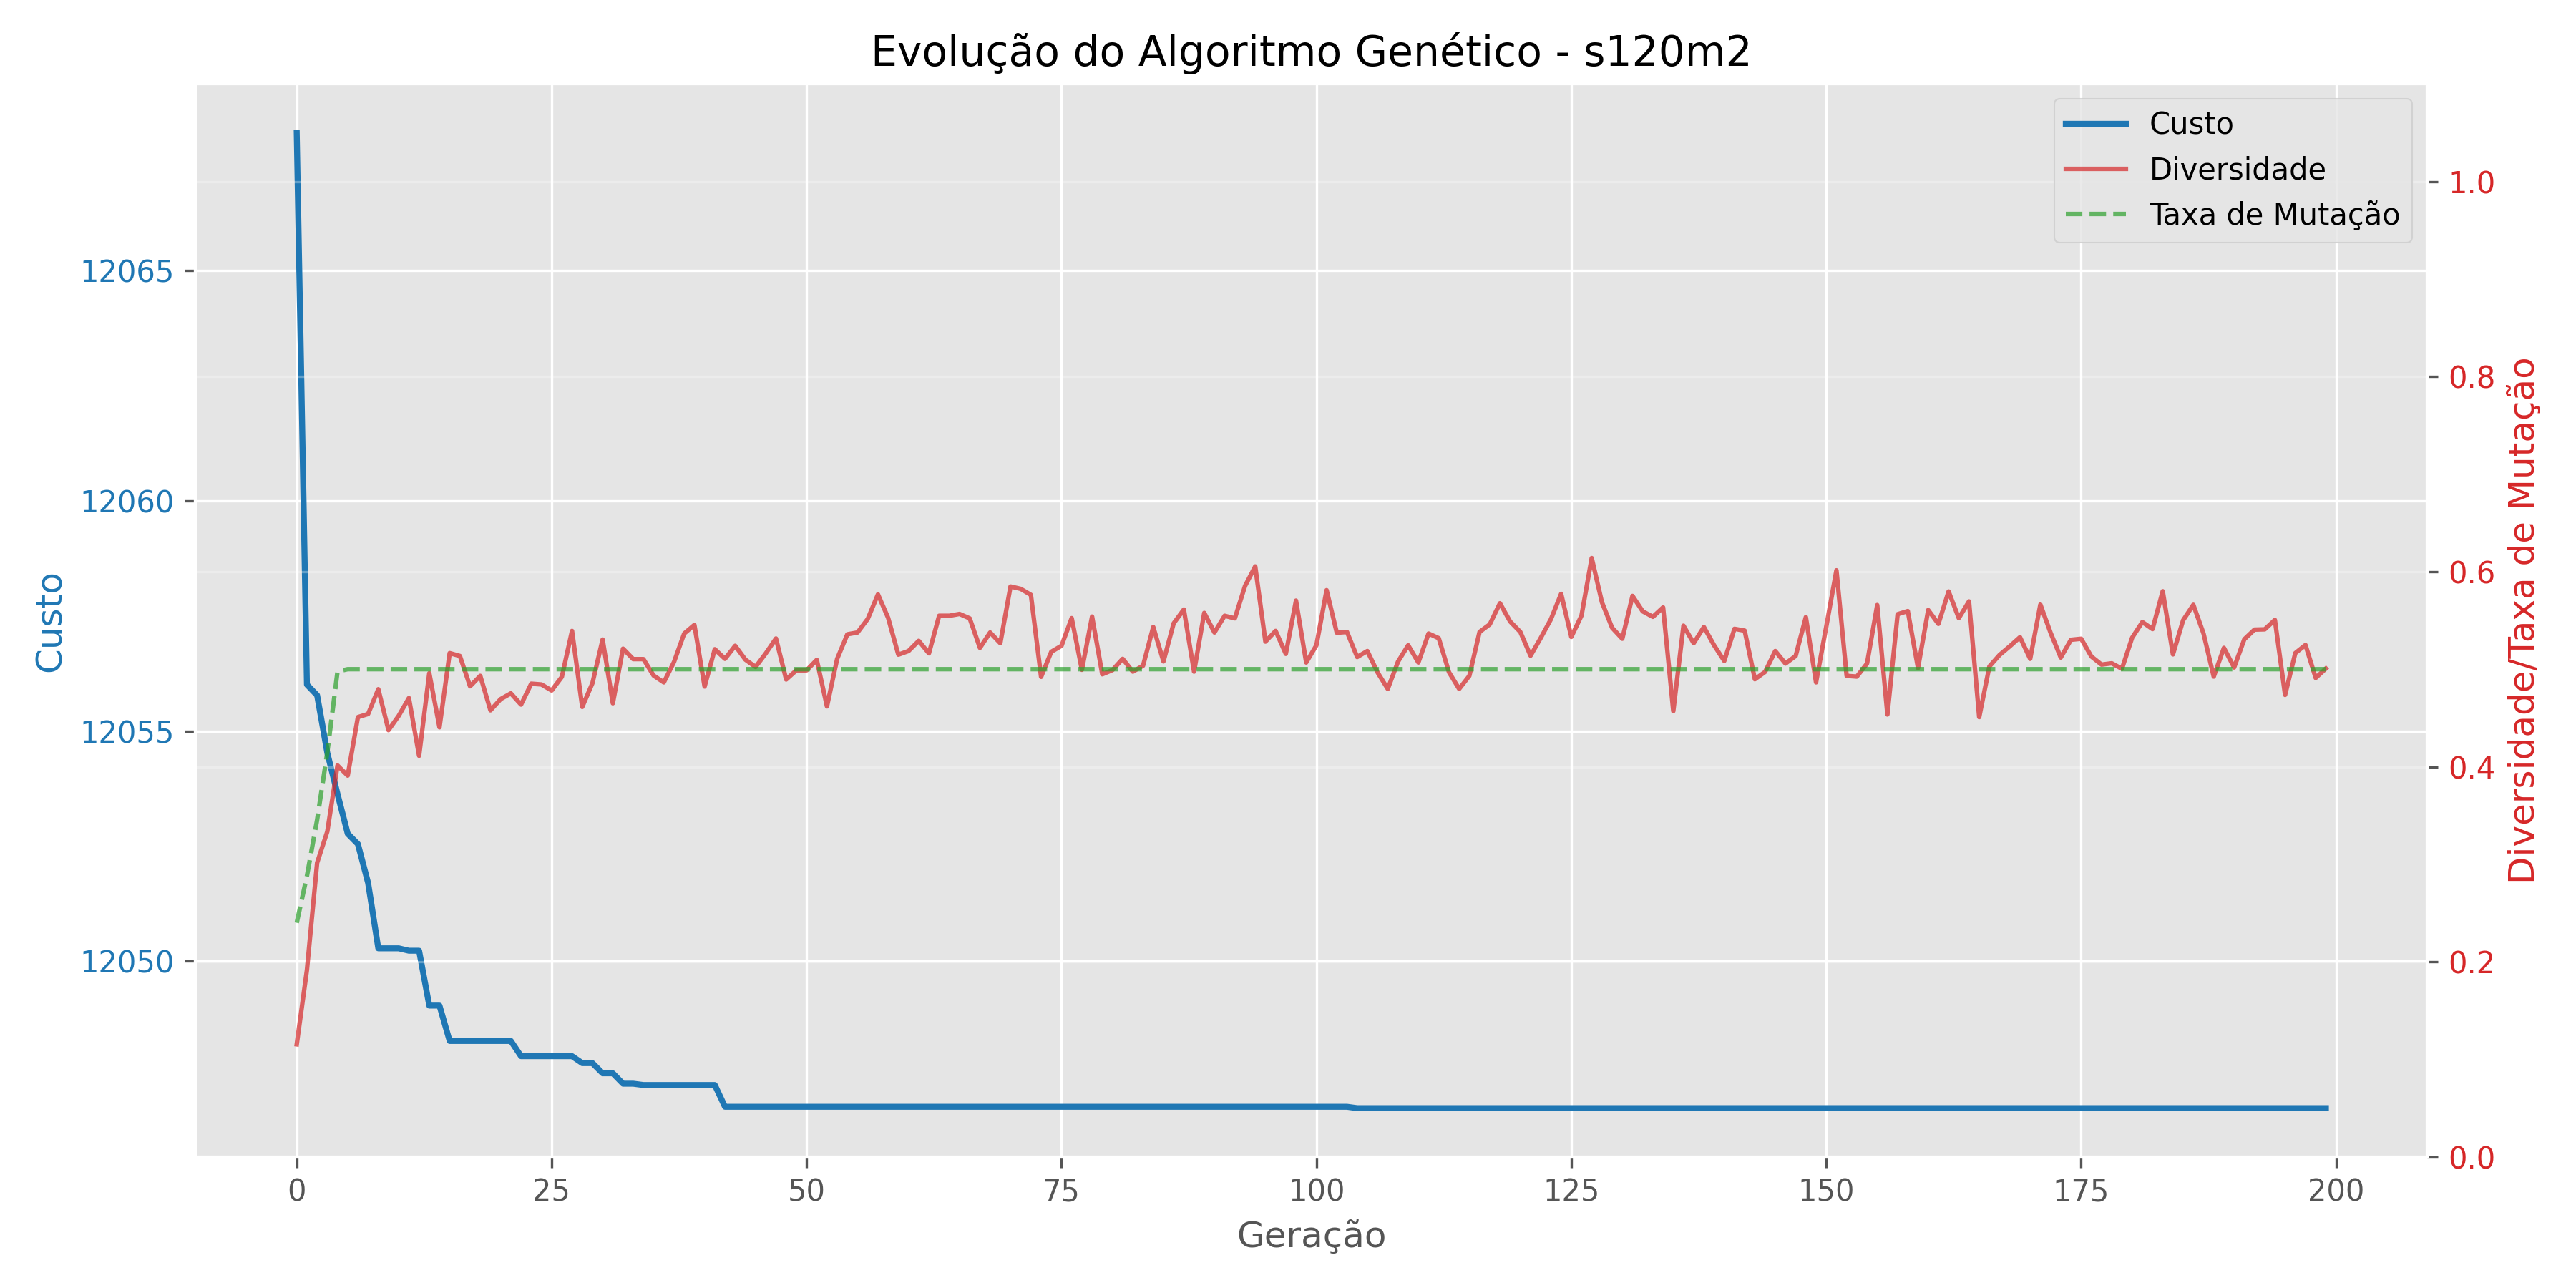 Evolução do Algoritmo Genético - s120m2
Custo
Diversidade
Taxa de Mutação
12065
12060
12055
12050
Custo
1.0
0.8
0.6
0.4
0.2
0.0
Diversidade/Taxa de Mutação
0 25 50 75 100 125 150 175 200
Geração